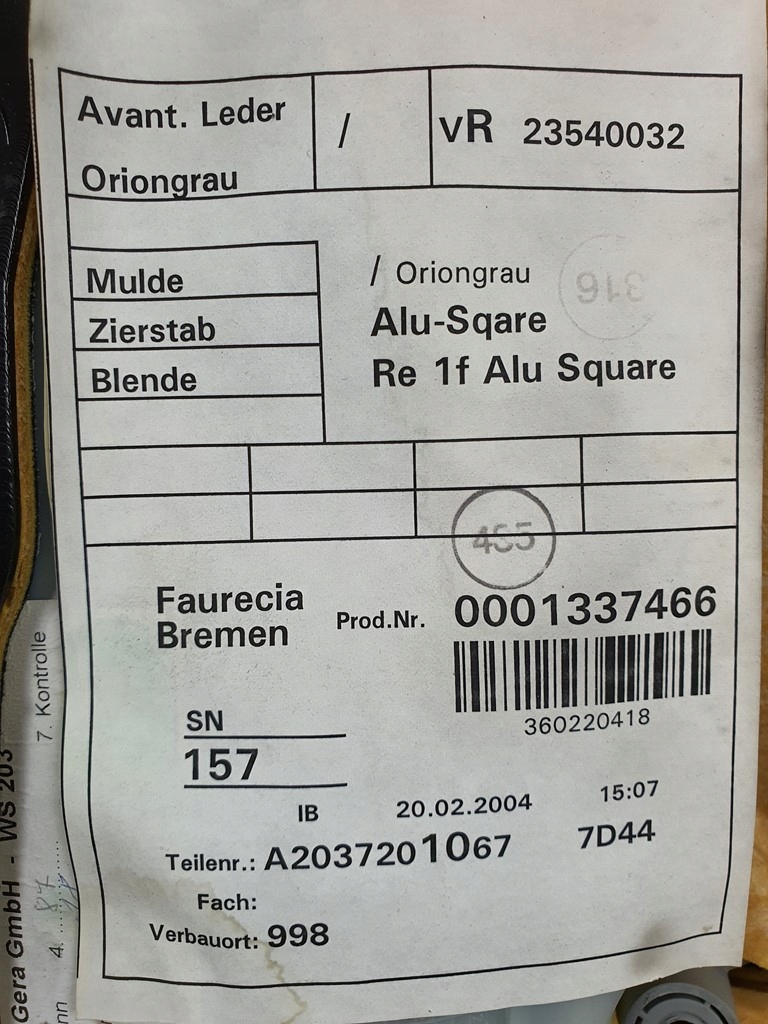 Avant. Leder
Oriongrau
/
vR 23540032
Mulde
/ Oriongrau
316
Zierstab
Alu-Sqare
Blende
Re 1f Alu Square
455
Faurecia
Bremen
Prod.Nr. 0001337466
360220418
SN
157
IB 20.02.2004 15:07
Teilenr.: A2037201067 7D44
Fach:
Verbauort: 998
7. Kontrolle
Gera GmbH - WS 203
4.